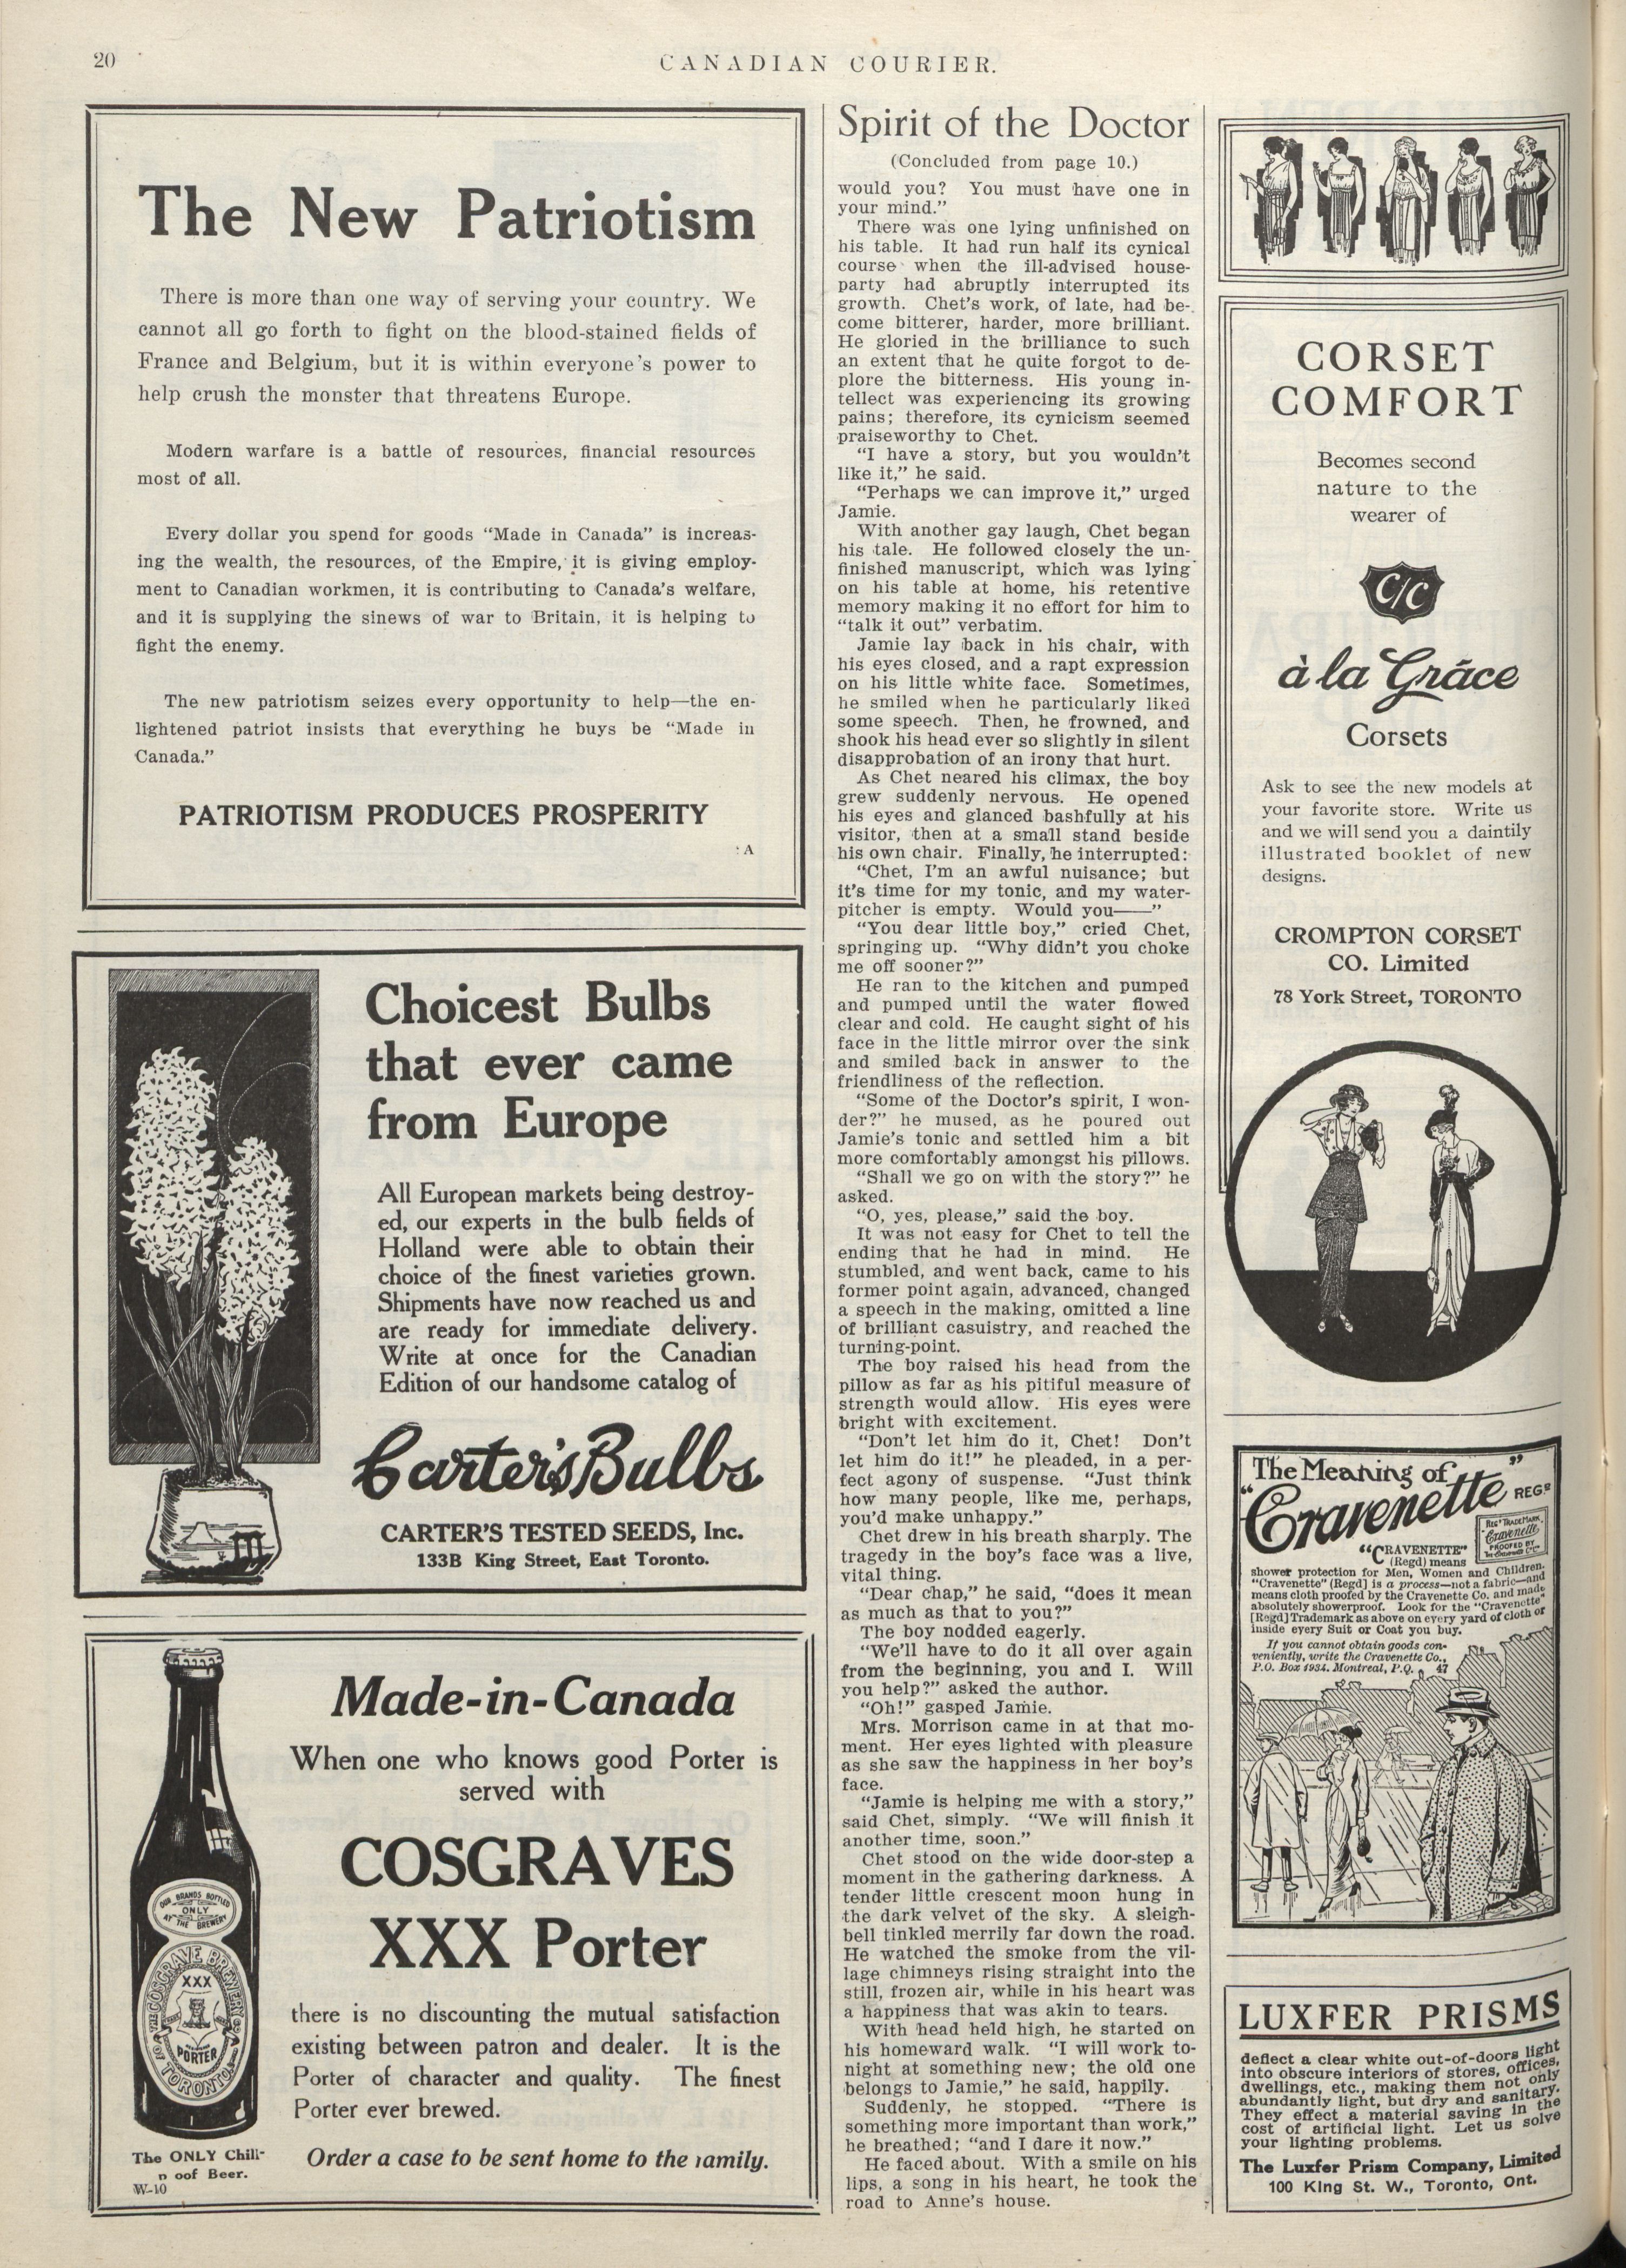 20
CANADIAN COURIER.
The New Patriotism
There is more than one way of serving your country. We
cannot all go forth to fight on the blood-stained fields of
France and Belgium, but it is within everyone's power to
help crush the monster that threatens Europe.
Modern warfare is a battle of resources, financial resources
most of all.
Every dollar you spend for goods "Made in Canada" is increas-
ing the wealth, the resources, of the Empire, it is giving employ-
ment to Canadian workmen, it is contributing to Canada's welfare,
and it is supplying the sinews of war to Britain, it is helping to
fight the enemy.
The new patriotism seizes every opportunity to help—the en-
lightened patriot insists that everything he buys be "Made in
Canada."
PATRIOTISM PRODUCES PROSPERITY
A
Choicest Bulbs
that ever came
from Europe
All European markets being destroy-
ed, our experts in the bulb fields of
Holland were able to obtain their
choice of the finest varieties grown.
Shipments have now reached us and
are ready for immediate delivery.
Write at once for the Canadian
Edition of our handsome catalog of
Carter's Bulbs
CARTER'S TESTED SEEDS, Inc.
133B King Street, East Toronto.
Made-in-Canada
When one who knows good Porter is
served with
COSGRAVES
XXX Porter
there is no discounting the mutual satisfaction
existing between patron and dealer. It is the
Porter of character and quality. The finest
Porter ever brewed.
Order a case to be sent home to the family.
OUR BRANDS BOTTLED
ONLY
AT THE BREWERY
THE COSGRAVE BREWERY CO
XXX
PORTER
OF TORONTO
The ONLY Chill-
oof Beer.
W-10
Spirit of the Doctor
(Concluded from page 10.)
would you? You must have one in
your mind."
There was one lying unfinished on
his table. It had run half its cynical
course when the ill-advised house-
party had abruptly interrupted its
growth. Chet's work, of late, had be-
come bitterer, harder, more brilliant.
He gloried in the brilliance to such
an extent that he quite forgot to de-
plore the bitterness. His young in-
tellect was experiencing its growing
pains; therefore, its cynicism seemed
praiseworthy to Chet.
"I have a story, but you wouldn't
like it," he said.
"Perhaps we can improve it," urged
Jamie.
With another gay laugh, Chet began
his tale. He followed closely the un-
finished manuscript, which was lying
on his table at home, his retentive
memory making it no effort for him to
"talk it out" verbatim.
Jamie lay back in his chair, with
his eyes closed, and a rapt expression
on his little white face. Sometimes,
he smiled when he particularly liked
some speech. Then, he frowned, and
shook his head ever so slightly in silent
disapprobation of an irony that hurt.
As Chet neared his climax, the boy
grew suddenly nervous. He opened
his eyes and glanced bashfully at his
visitor, then at a small stand beside
his own chair. Finally, he interrupted:
"Chet, I'm an awful nuisance; but
it's time for my tonic, and my water-
pitcher is empty. Would you——"
"You dear little boy," cried Chet,
springing up. "Why didn't you choke
me off sooner?"
He ran to the kitchen and pumped
and pumped until the water flowed
clear and cold. He caught sight of his
face in the little mirror over the sink
and smiled back in answer to the
friendliness of the reflection.
"Some of the Doctor's spirit, I won-
der?" he mused, as he poured out
Jamie's tonic and settled him a bit
more comfortably amongst his pillows.
"Shall we go on with the story?" he
asked.
"O, yes, please," said the boy.
It was not easy for Chet to tell the
ending that he had in mind. He
stumbled, and went back, came to his
former point again, advanced, changed
a speech in the making, omitted a line
of brilliant casuistry, and reached the
turning-point.
The boy raised his head from the
pillow as far as his pitiful measure of
strength would allow. His eyes were
bright with excitement.
"Don't let him do it, Chet! Don't
let him do it!" he pleaded, in a per-
fect agony of suspense. "Just think
how many people, like me, perhaps,
you'd make unhappy."
Chet drew in his breath sharply. The
tragedy in the boy's face was a live,
vital thing.
"Dear chap," he said, "does it mean
as much as that to you?"
The boy nodded eagerly.
"We'll have to do it all over again
from the beginning, you and I. Will
you help?" asked the author.
"Oh!" gasped Jamie.
Mrs. Morrison came in at that mo-
ment. Her eyes lighted with pleasure
as she saw the happiness in her boy's
face.
"Jamie is helping me with a story,"
said Chet, simply. "We will finish it
another time, soon."
Chet stood on the wide door-step a
moment in the gathering darkness. A
tender little crescent moon hung in
the dark velvet of the sky. A sleigh-
bell tinkled merrily far down the road.
He watched the smoke from the vil-
lage chimneys rising straight into the
still, frozen air, while in his heart was
a happiness that was akin to tears.
With head held high, he started on
his homeward walk. "I will work to-
night at something new; the old one
belongs to Jamie," he said, happily.
Suddenly, he stopped. "There is
something more important than work,"
he breathed; "and I dare it now."
He faced about. With a smile on his
lips, a song in his heart, he took the
road to Anne's house.
CORSET
COMFORT
Becomes second
nature to the
wearer of
C/C
à la Grâce
Corsets
Ask to see the new models at
your favorite store. Write us
and we will send you a daintily
illustrated booklet of new
designs.
CROMPTON CORSET
CO. Limited
78 York Street, TORONTO
The Meaning of
"Cravenette" REGD
REGD TRADE MARK
Cravenette
PROOFED BY
"CRAVENETTE"
(Regd) means
shower protection for Men, Women and Children.
"Cravenette" (Regd) is a process—not a fabric—and
means cloth proofed by the Cravenette Co. and made
absolutely showerproof. Look for the "Cravenette"
[Regd] Trademark as above on every yard of cloth or
inside every Suit or Coat you buy.
If you cannot obtain goods con-
veniently, write the Cravenette Co.,
P.O. Box 1934. Montreal, P.Q. 47
LUXFER PRISMS
deflect a clear white out-of-doors light
into obscure interiors of stores, offices,
dwellings, etc., making them not only
abundantly light, but dry and sanitary.
They effect a material saving in the
cost of artificial light. Let us solve
your lighting problems.
The Luxfer Prism Company, Limited
100 King St. W., Toronto, Ont.